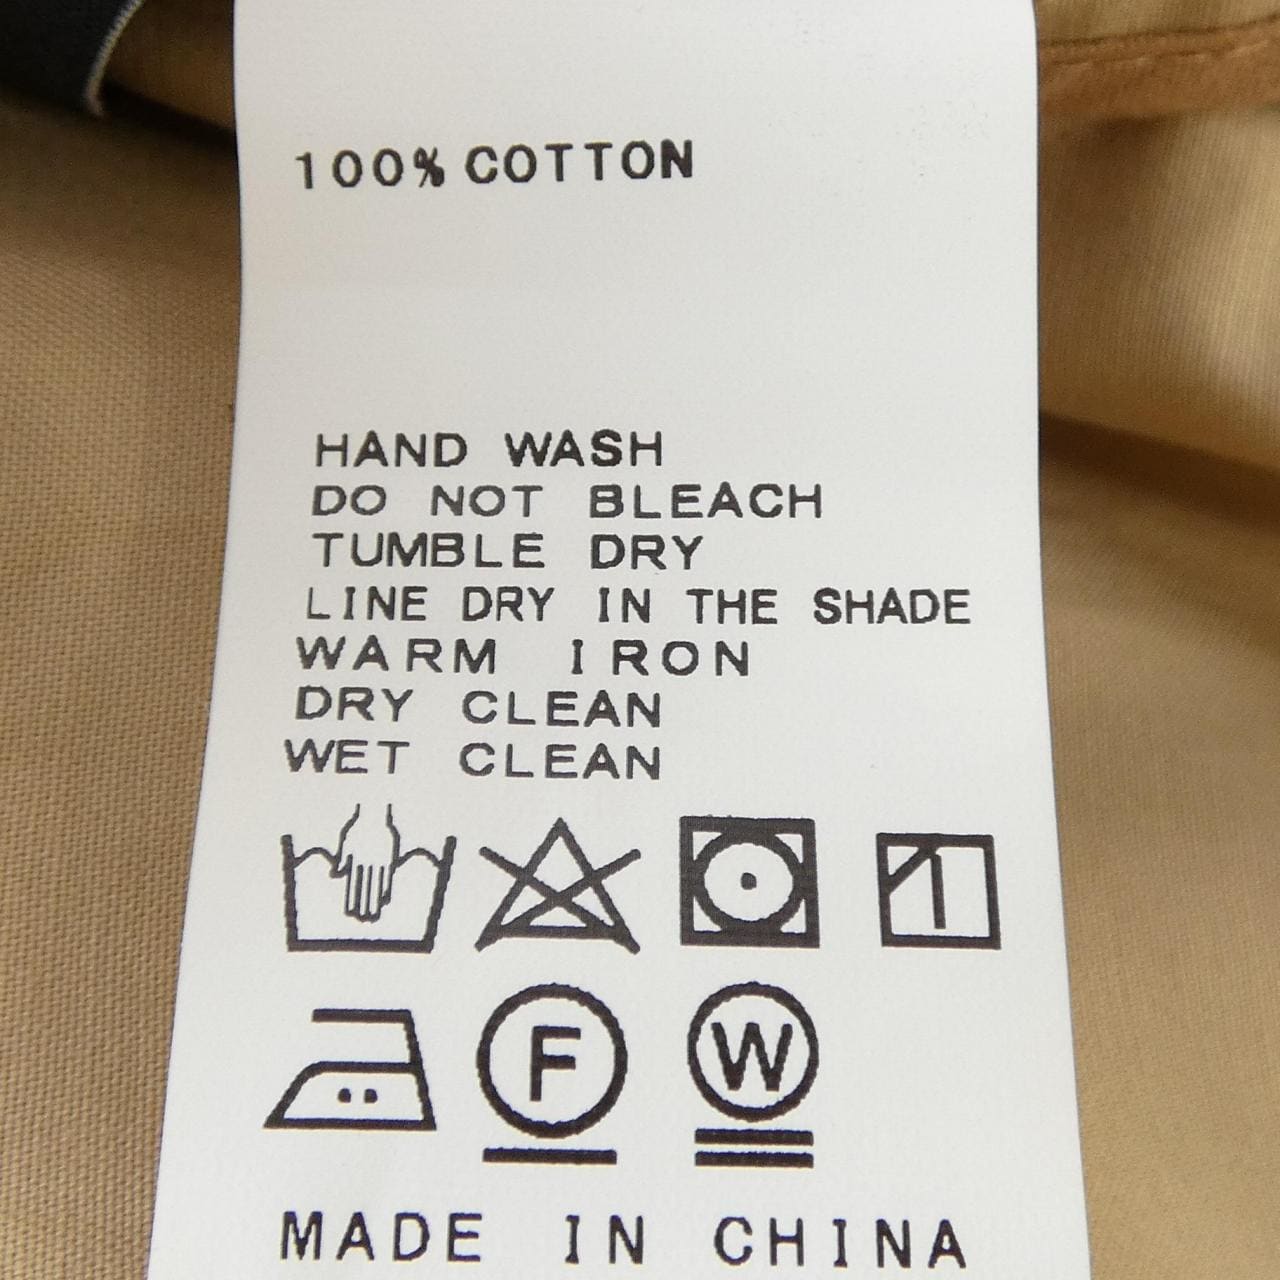 100% COTTON
HAND WASH
DO NOT BLEACH
TUMBLE DRY
LINE DRY IN THE SHADE
WARM IRON
DRY CLEAN
WET CLEAN
F W
MADE IN CHINA